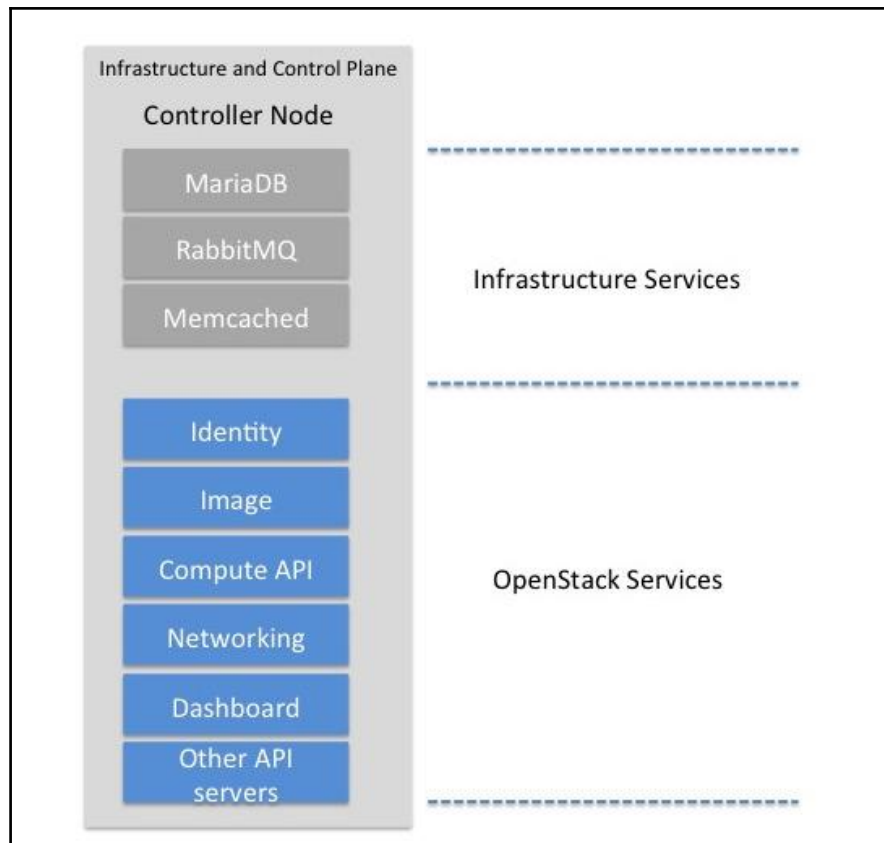 Infrastructure and Control Plane
Controller Node
MariaDB
RabbitMQ
Memcached
Infrastructure Services
Identity
Image
Compute API
Networking
Dashboard
Other API
servers
OpenStack Services